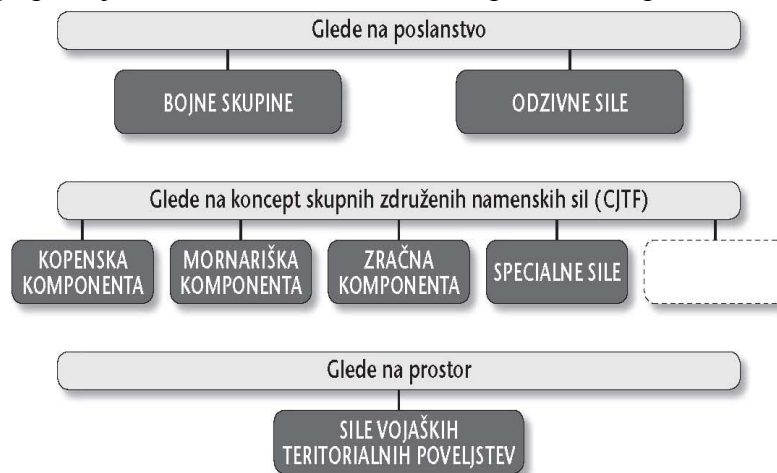 Glede na poslanstvo
BOJNE SKUPINE
ODZIVNE SILE
Glede na koncept skupnih združenih namenskih sil (CJTF)
KOPENSKA
KOMPONENTA
MORNARIŠKA
KOMPONENTA
ZRAČNA
KOMPONENTA
SPECIALNE SILE
Glede na prostor
SILE VOJAŠKIH
TERITORIALNIH POVELJSTEV